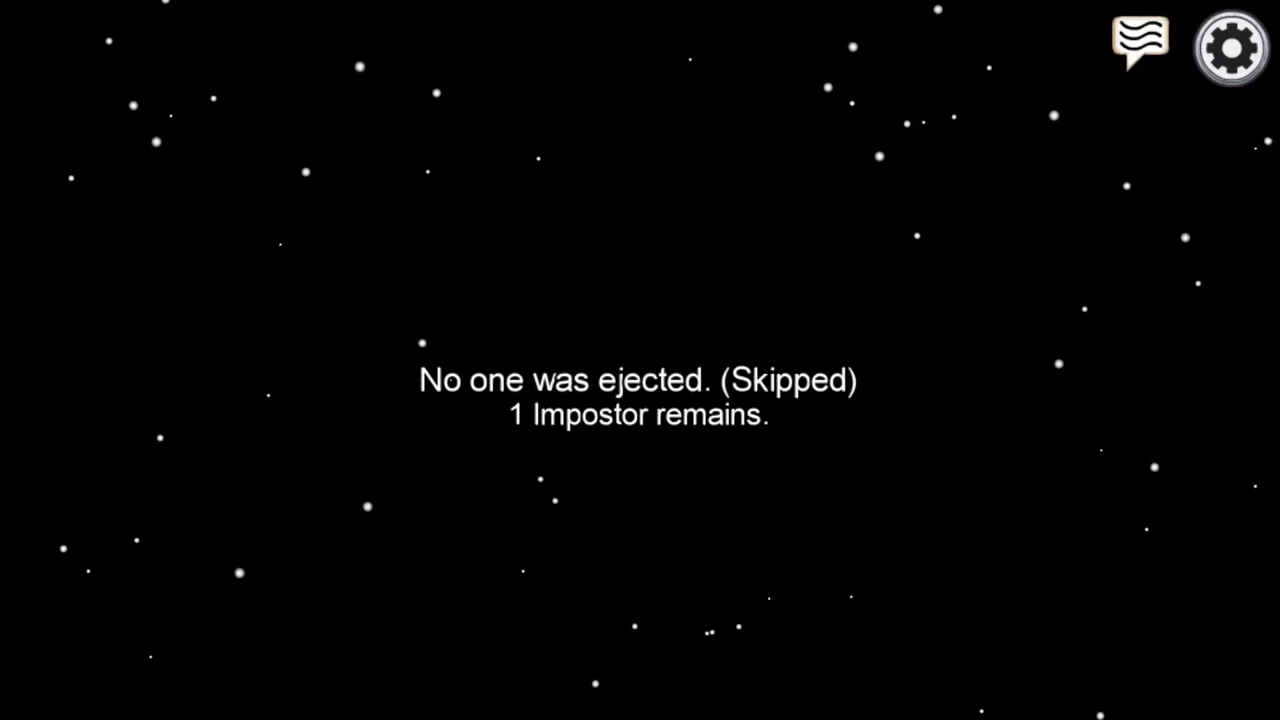 No one was ejected. (Skipped)
1 Impostor remains.